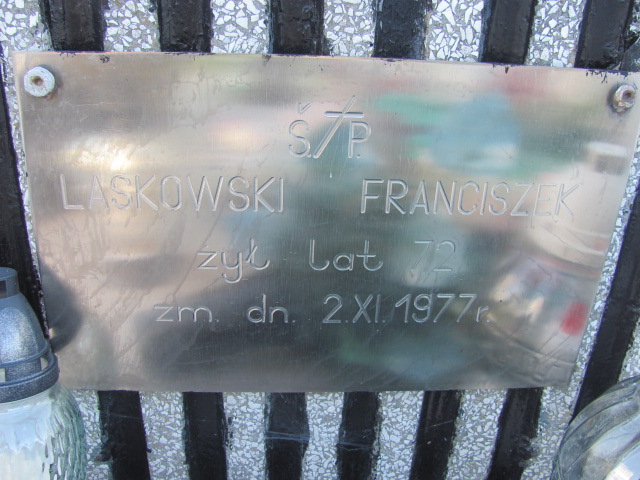 Ś.†P.
LASKOWSKI FRANCISZEK
żył lat 72
zm. dn. 2.XI.1977r.